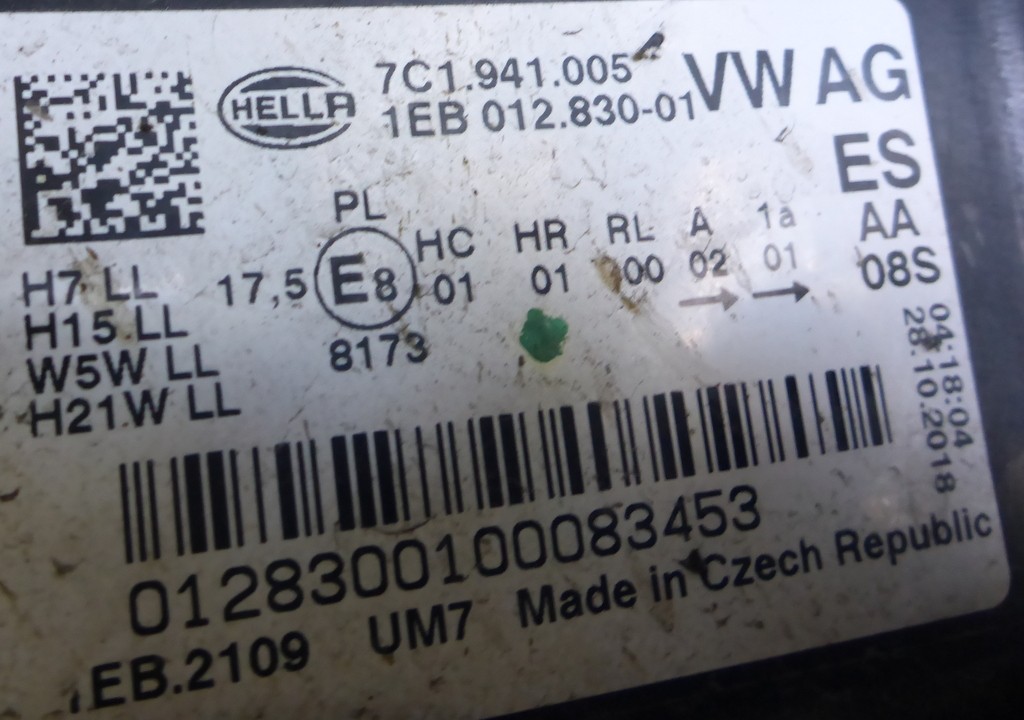 HELLA
7C1.941.005
1EB 012.830-01
VW AG
ES
PL
HC HR RL A 1a AA
H7 LL 17,5 E8 01 01 00 02 01 08S
H15 LL
W5W LL 8173
H21W LL
04:18:04
28.10.2018
0128300100083453
1EB.2109 UM7 Made in Czech Republic